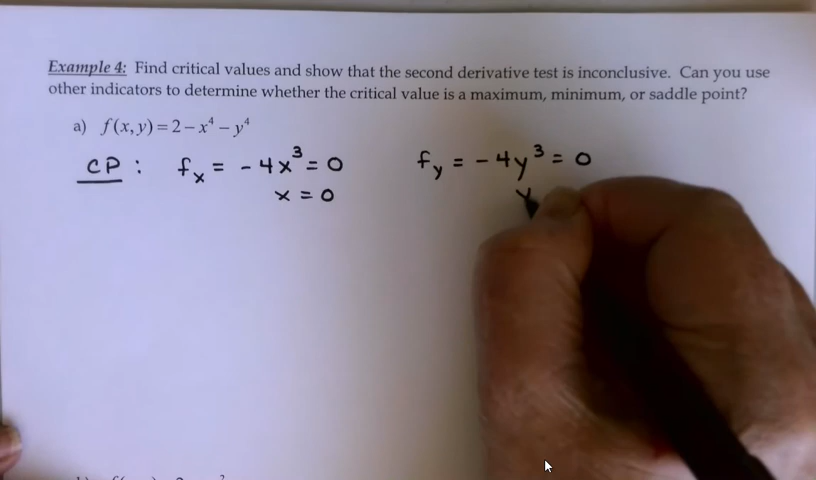 Example 4: Find critical values and show that the second derivative test is inconclusive. Can you use
other indicators to determine whether the critical value is a maximum, minimum, or saddle point?
a) f(x,y)=2−x⁴−y⁴
CP: fₓ = -4x³ = 0 f_y = -4y³ = 0
x = 0 y